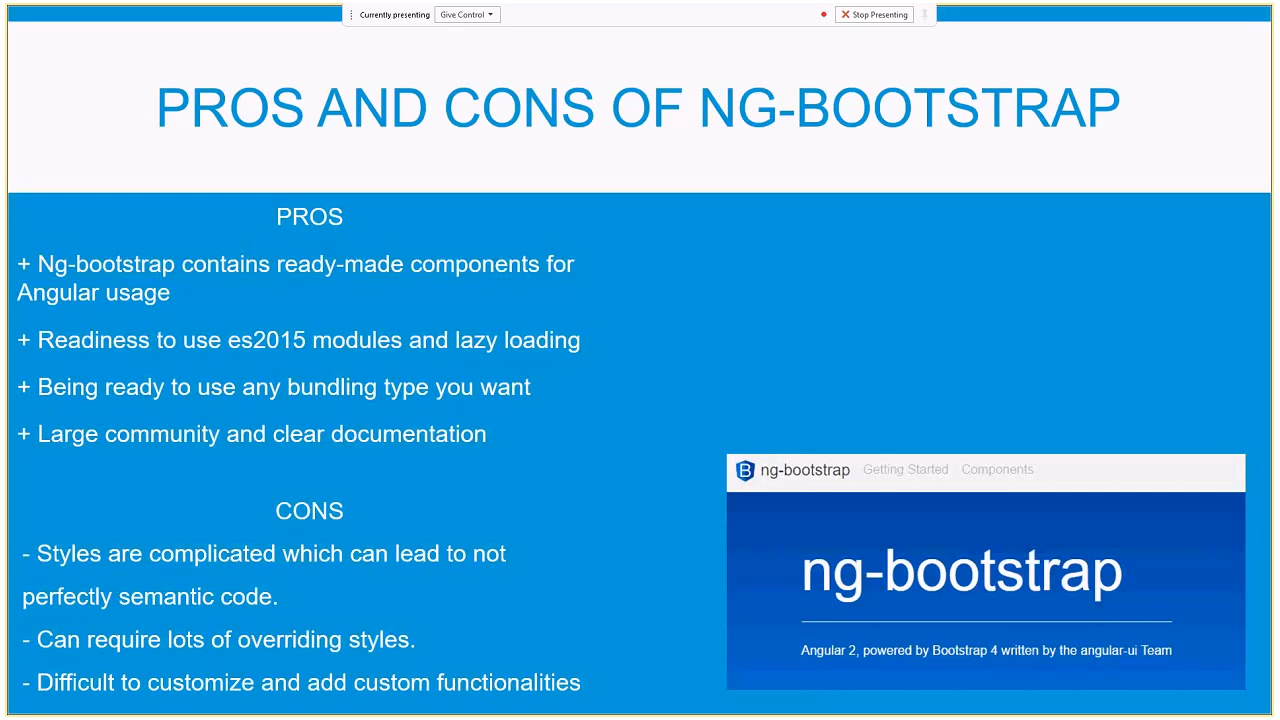 Currently presenting Give Control Stop Presenting
PROS AND CONS OF NG-BOOTSTRAP
PROS
+ Ng-bootstrap contains ready-made components for
Angular usage
+ Readiness to use es2015 modules and lazy loading
+ Being ready to use any bundling type you want
+ Large community and clear documentation
CONS
- Styles are complicated which can lead to not
perfectly semantic code.
- Can require lots of overriding styles.
- Difficult to customize and add custom functionalities
B ng-bootstrap Getting Started Components
ng-bootstrap
Angular 2, powered by Bootstrap 4 written by the angular-ui Team